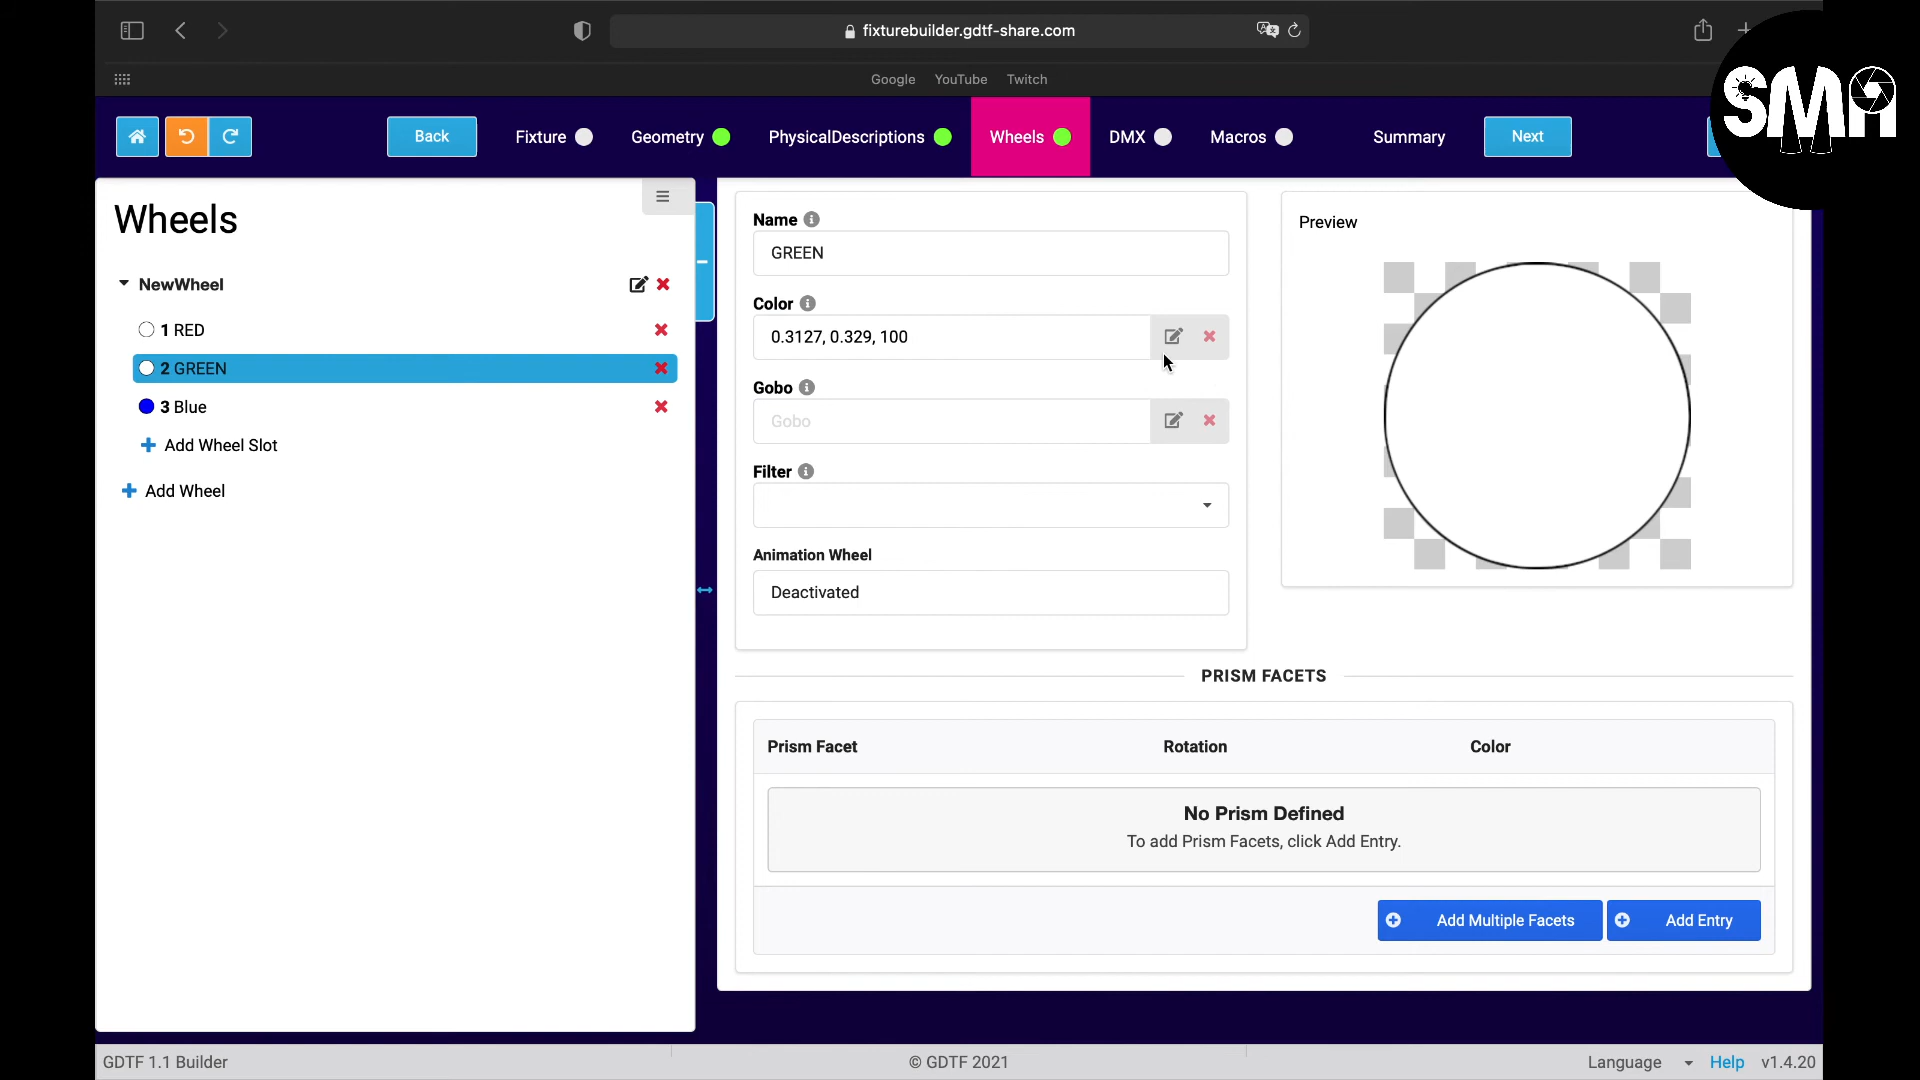 fixturebuilder.gdtf-share.com
Google YouTube Twitch
SMH
Back Fixture Geometry PhysicalDescriptions Wheels DMX Macros Summary Next
Wheels
NewWheel
1 RED
2 GREEN
3 Blue
Add Wheel Slot
Add Wheel
Name
GREEN
Color
0.3127, 0.329, 100
Gobo
Gobo
Filter
Animation Wheel
Deactivated
Preview
PRISM FACETS
Prism Facet Rotation Color
No Prism Defined
To add Prism Facets, click Add Entry.
Add Multiple Facets Add Entry
GDTF 1.1 Builder © GDTF 2021 Language Help v1.4.20